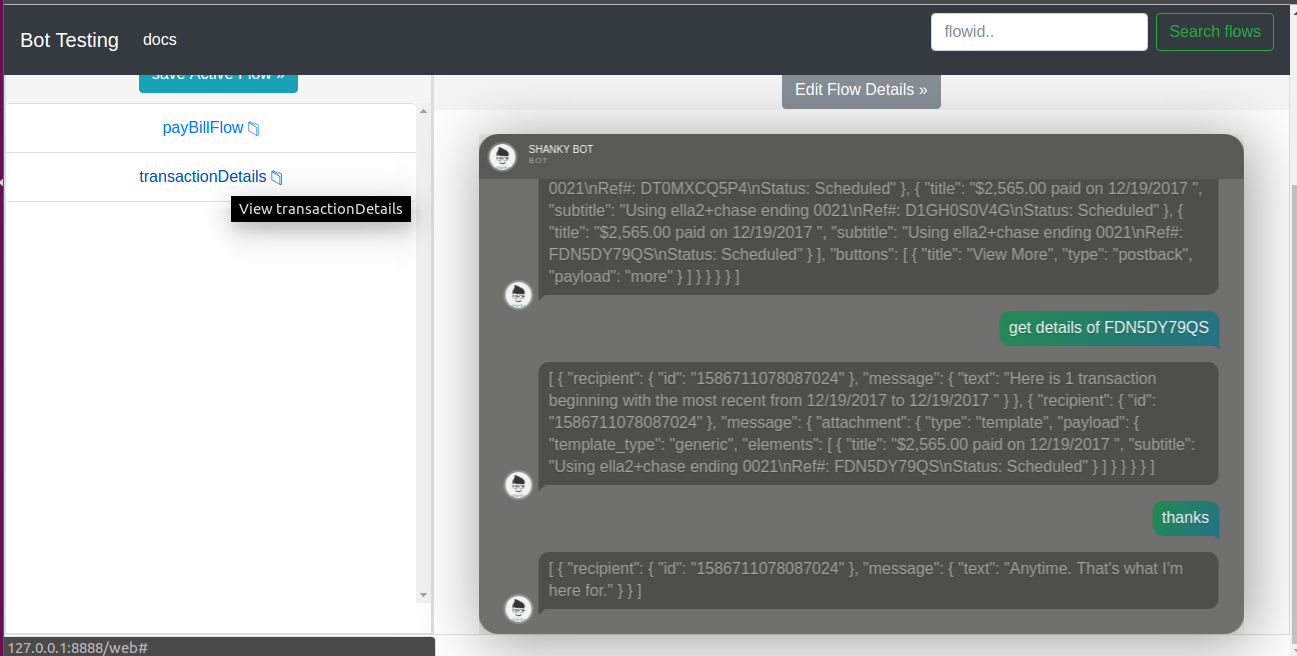 Bot Testing
docs
flowid..
Search flows
save Active Flow »
Edit Flow Details »
payBillFlow
transactionDetails
View transactionDetails
SHANKY BOT
BOT
0021\nRef#: DT0MXCQ5P4\nStatus: Scheduled" }, { "title": "$2,565.00 paid on 12/19/2017 ",
"subtitle": "Using ella2+chase ending 0021\nRef#: D1GH0S0V4G\nStatus: Scheduled" }, {
"title": "$2,565.00 paid on 12/19/2017 ", "subtitle": "Using ella2+chase ending 0021\nRef#:
FDN5DY79QS\nStatus: Scheduled" } ], "buttons": [ { "title": "View More", "type": "postback",
"payload": "more" } ] } } } } } ]
get details of FDN5DY79QS
[ { "recipient": { "id": "1586711078087024" }, "message": { "text": "Here is 1 transaction
beginning with the most recent from 12/19/2017 to 12/19/2017 " } }, { "recipient": { "id":
"1586711078087024" }, "message": { "attachment": { "type": "template", "payload": {
"template_type": "generic", "elements": [ { "title": "$2,565.00 paid on 12/19/2017 ", "subtitle":
"Using ella2+chase ending 0021\nRef#: FDN5DY79QS\nStatus: Scheduled" } ] } } } } } ]
thanks
[ { "recipient": { "id": "1586711078087024" }, "message": { "text": "Anytime. That's what I'm
here for." } } ]
127.0.0.1:8888/web#